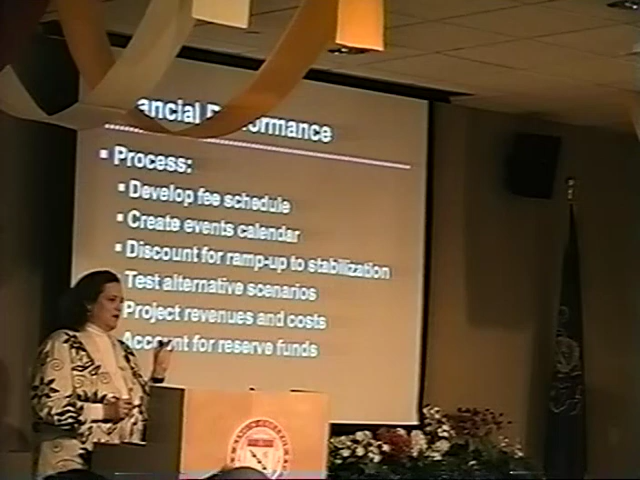 ancial P ormance
Process:
Develop fee schedule
Create events calendar
Discount for ramp-up to stabilization
Test alternative scenarios
Project revenues and costs
Account for reserve funds